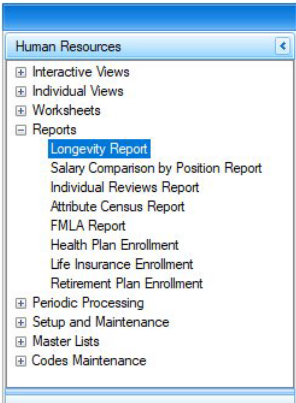 Human Resources
Interactive Views
Individual Views
Worksheets
Reports
Longevity Report
Salary Comparison by Position Report
Individual Reviews Report
Attribute Census Report
FMLA Report
Health Plan Enrollment
Life Insurance Enrollment
Retirement Plan Enrollment
Periodic Processing
Setup and Maintenance
Master Lists
Codes Maintenance